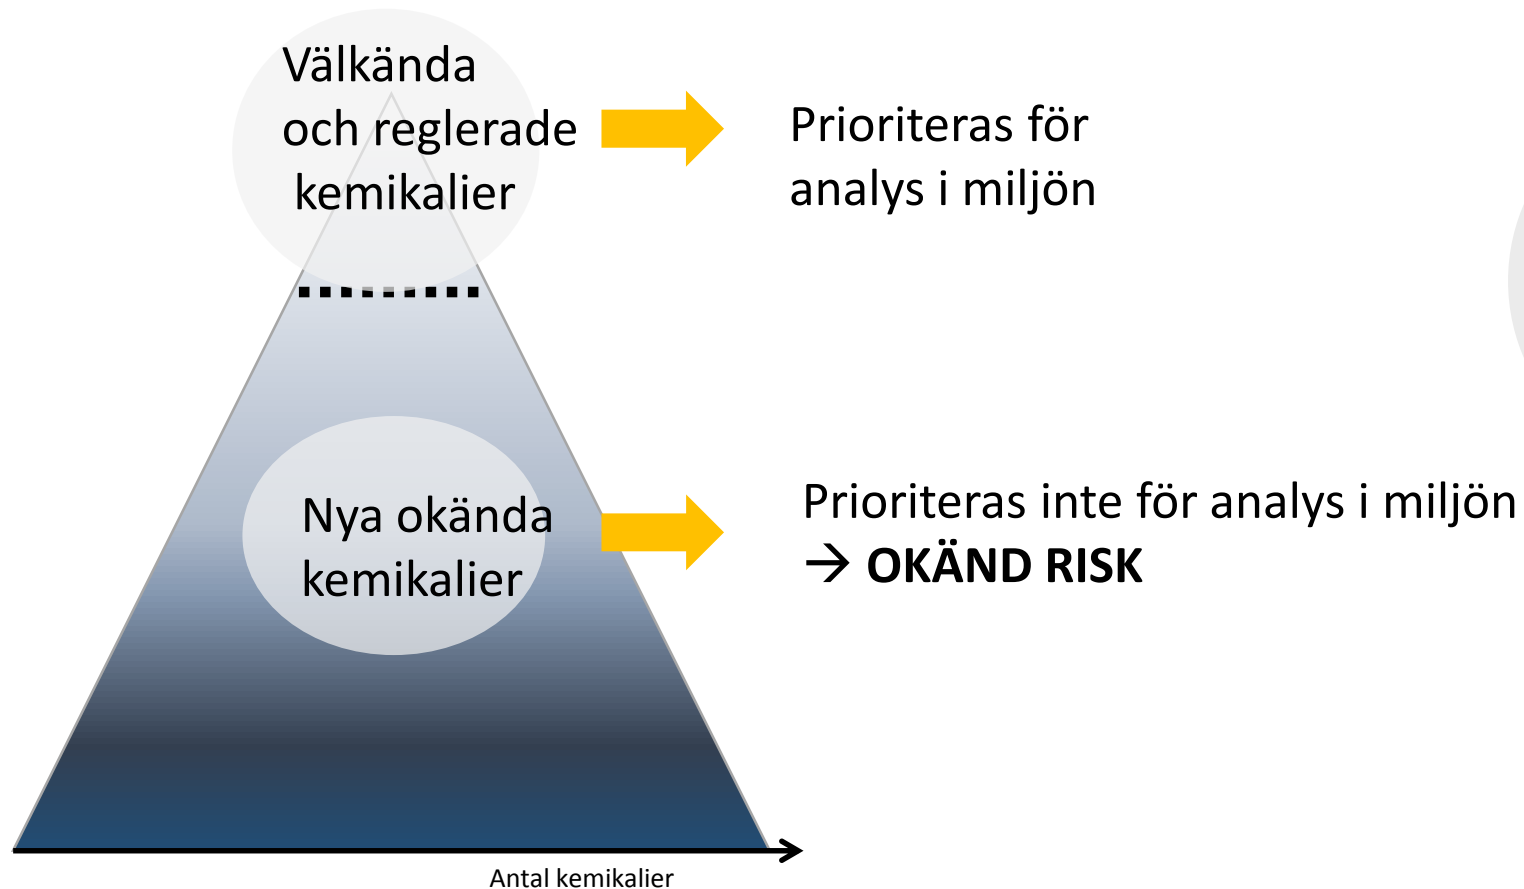 Välkända
och reglerade
kemikalier
Prioriteras för
analys i miljön
Nya okända
kemikalier
Prioriteras inte för analys i miljön
→ OKÄND RISK
Antal kemikalier